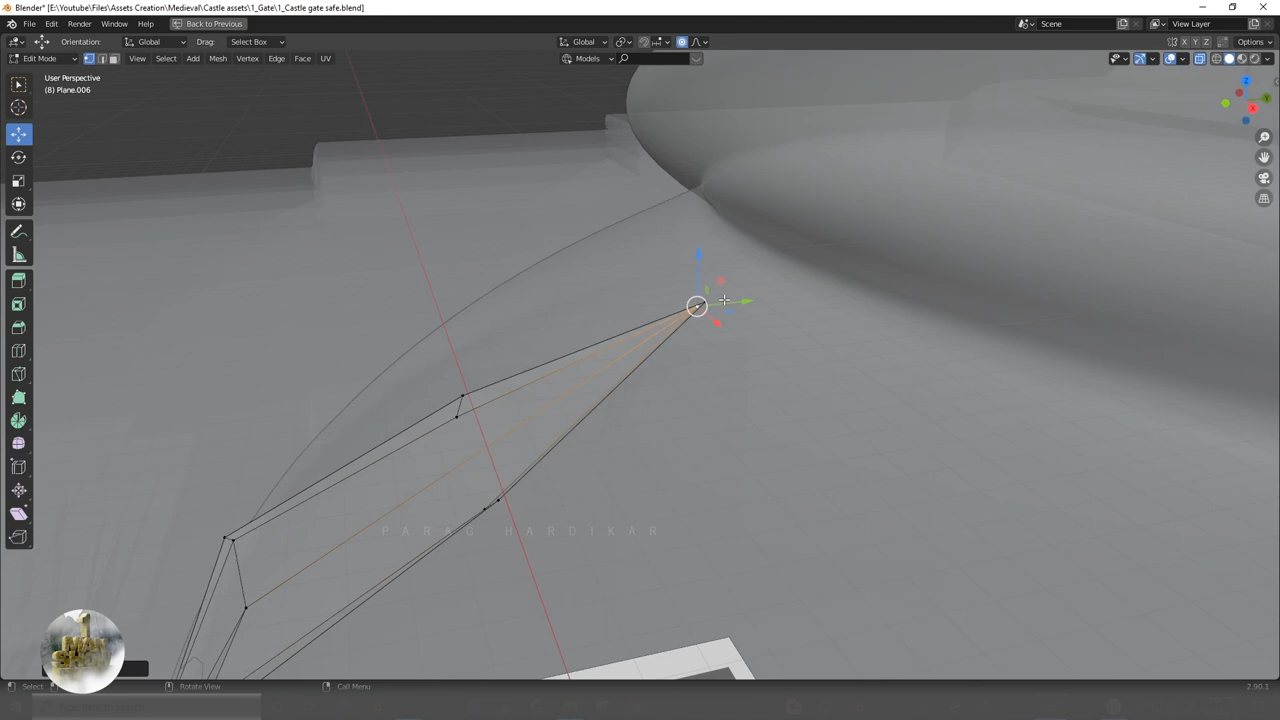 Blender* [E:\Youtube\Files\Assets Creation\Medieval\Castle assets\1_Gate\1_Castle gate safe.blend]
File Edit Render Window Help Back to Previous Scene View Layer
Orientation: Global Drag: Select Box Global X Y Z Options
Edit Mode View Select Add Mesh Vertex Edge Face UV Models
User Perspective
(8) Plane.006
PARAG HARDIKAR
Select Rotate View Call Menu 2.90.1